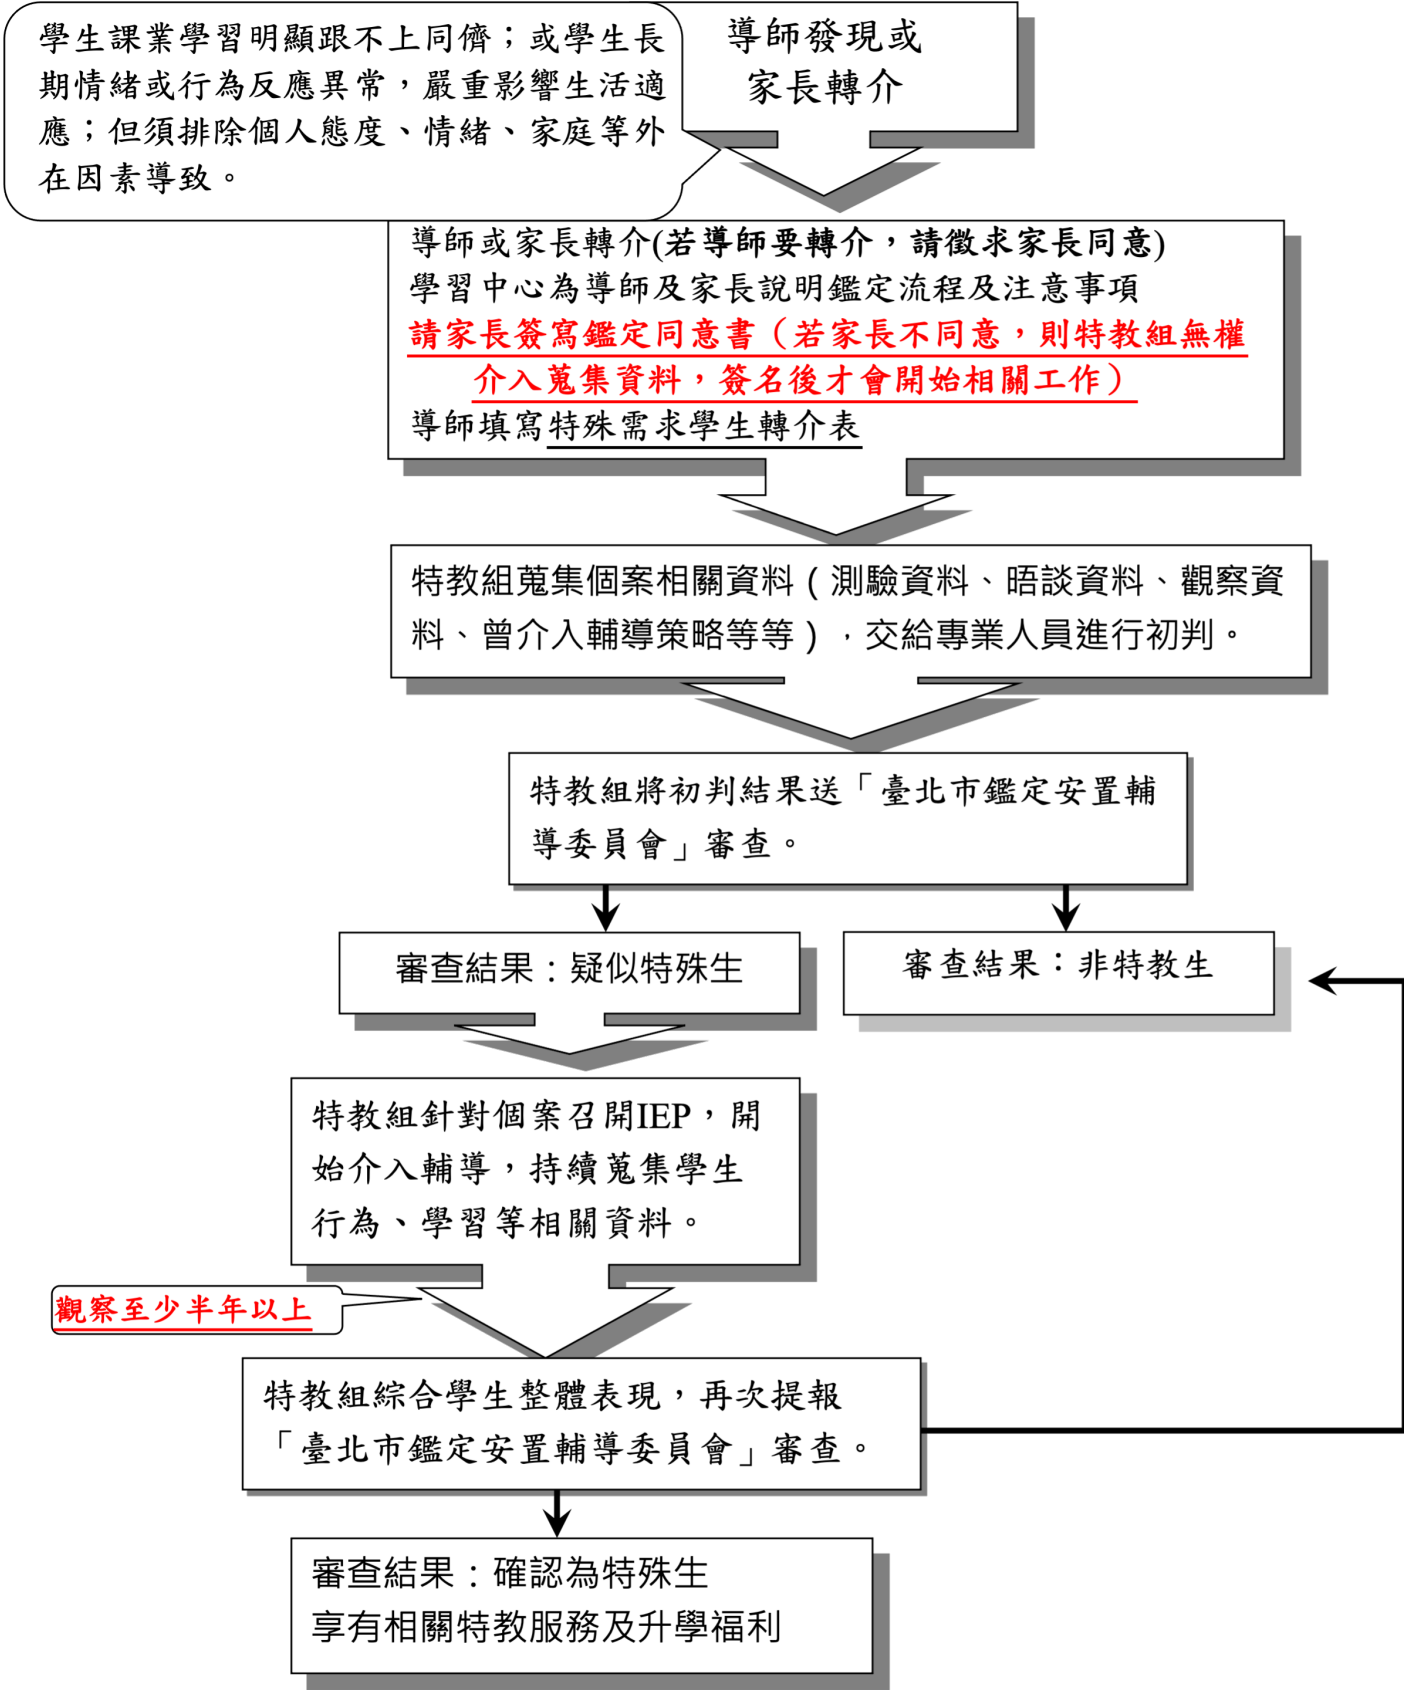 學生課業學習明顯跟不上同儕；或學生長
期情緒或行為反應異常，嚴重影響生活適
應；但須排除個人態度、情緒、家庭等外
在因素導致。
導師發現或
家長轉介
導師或家長轉介(若導師要轉介，請徵求家長同意)
學習中心為導師及家長說明鑑定流程及注意事項
請家長簽寫鑑定同意書（若家長不同意，則特教組無權
介入蒐集資料，簽名後才會開始相關工作）
導師填寫特殊需求學生轉介表
特教組蒐集個案相關資料（測驗資料、晤談資料、觀察資
料、曾介入輔導策略等等），交給專業人員進行初判。
特教組將初判結果送「臺北市鑑定安置輔
導委員會」審查。
審查結果：疑似特殊生
審查結果：非特教生
特教組針對個案召開IEP，開
始介入輔導，持續蒐集學生
行為、學習等相關資料。
觀察至少半年以上
特教組綜合學生整體表現，再次提報
「臺北市鑑定安置輔導委員會」審查。
審查結果：確認為特殊生
享有相關特教服務及升學福利